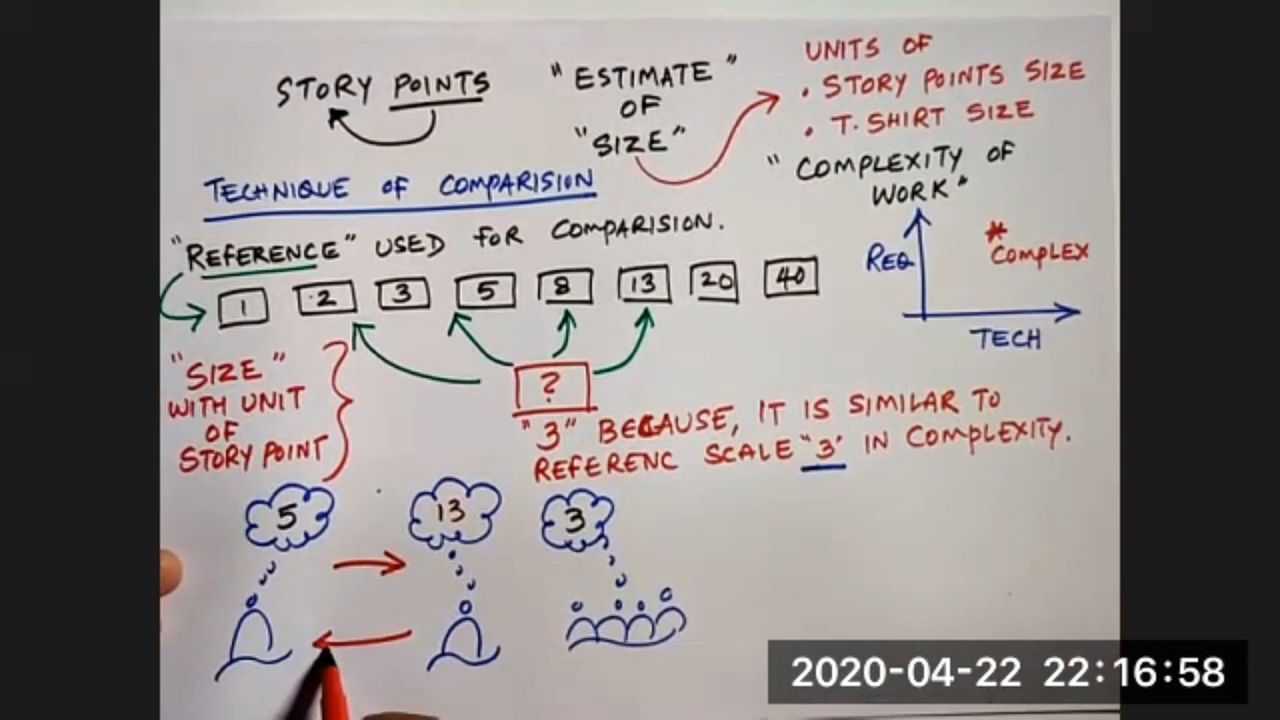 STORY POINTS
"ESTIMATE"
OF
"SIZE"
UNITS OF
. STORY POINTS SIZE
. T.SHIRT SIZE
"COMPLEXITY OF
WORK"
TECHNIQUE OF COMPARISION
"REFERENCE" USED FOR COMPARISION.
1 2 3 5 8 13 20 40
REQ
* COMPLEX
TECH
"SIZE"
WITH UNIT
OF
STORY POINT
?
"3" BECAUSE, IT IS SIMILAR TO
REFERENC SCALE "3' IN COMPLEXITY.
5 13 3
2020-04-22 22:16:58